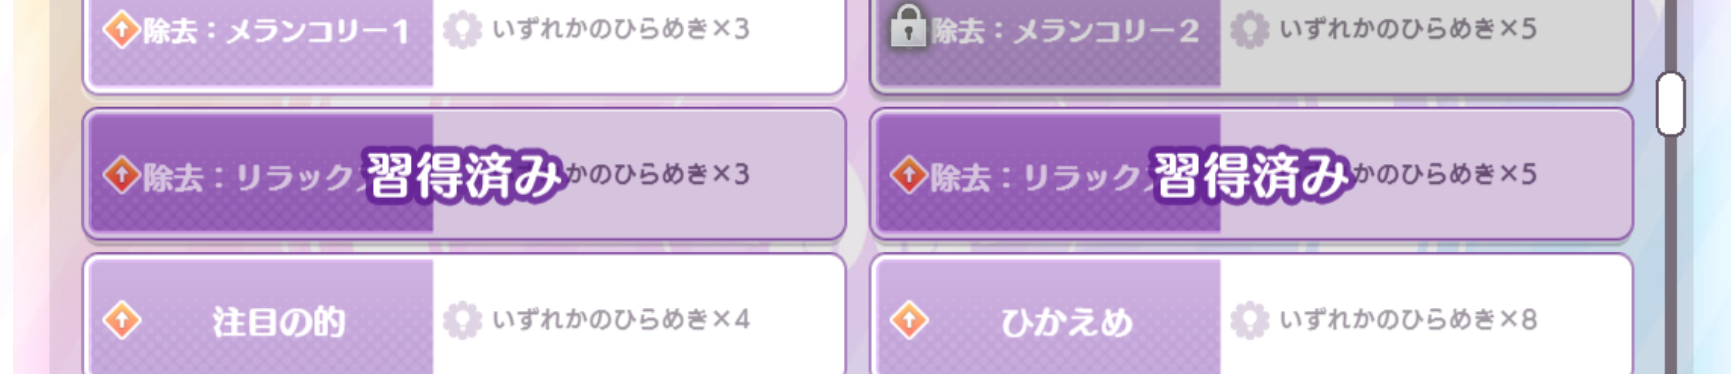 除去：メランコリー1 いずれかのひらめき×3
除去：メランコリー2 いずれかのひらめき×5
除去：リラック 習得済み かのひらめき×3
除去：リラック 習得済み かのひらめき×5
注目の的 いずれかのひらめき×4
ひかえめ いずれかのひらめき×8